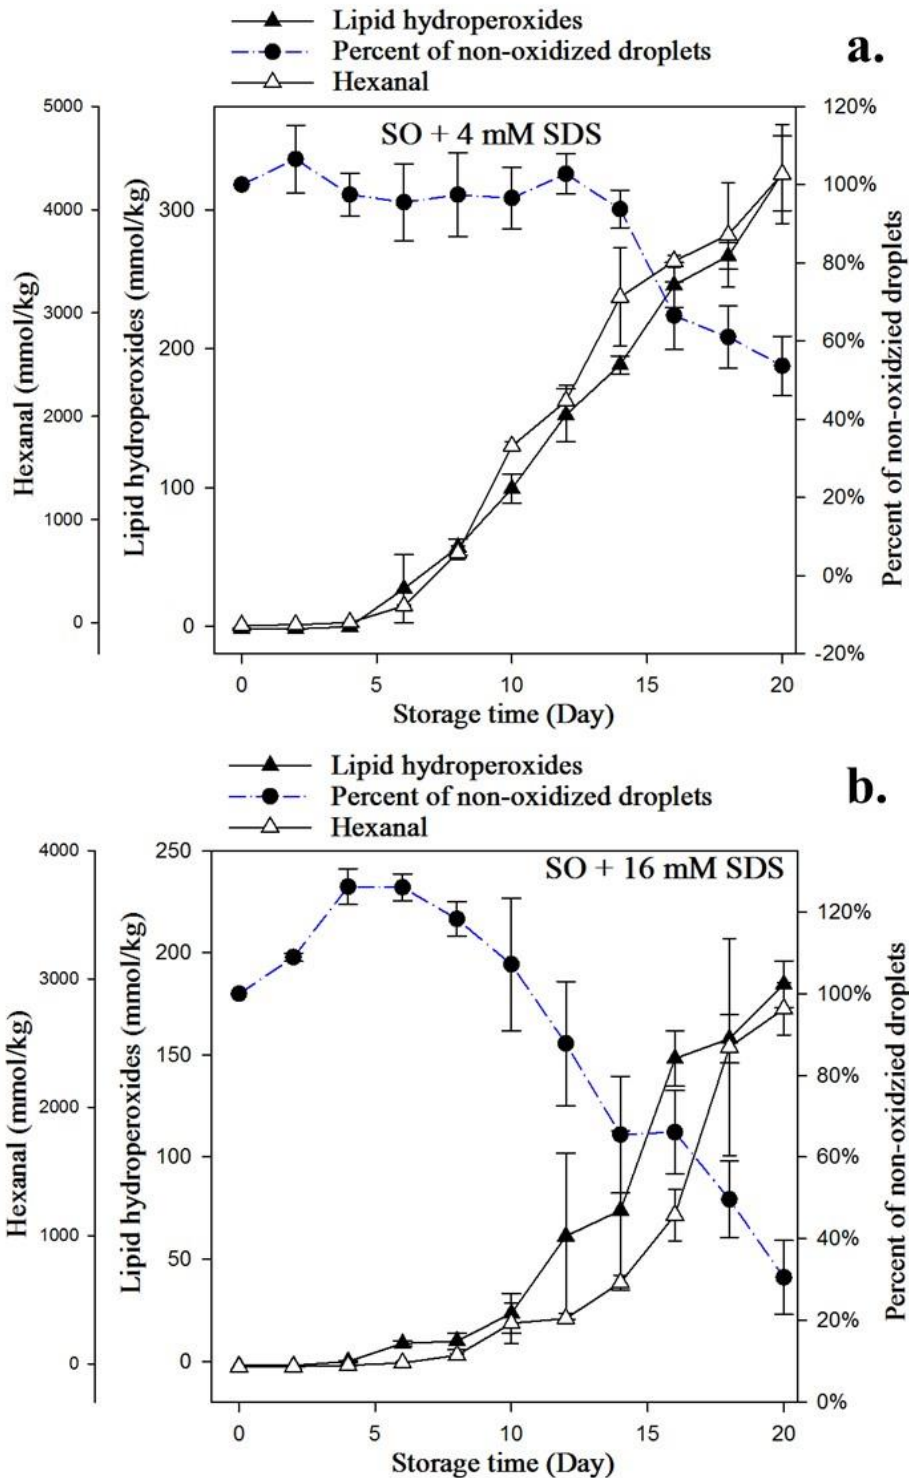 Lipid hydroperoxides
Percent of non-oxidized droplets
Hexanal
a.
SO + 4 mM SDS
Hexanal (mmol/kg)
5000
4000
3000
2000
1000
0
Lipid hydroperoxides (mmol/kg)
300
200
100
0
120%
100%
80%
60%
40%
20%
0%
-20%
Percent of non-oxidzied droplets
0 5 10 15 20
Storage time (Day)
Lipid hydroperoxides
Percent of non-oxidized droplets
Hexanal
b.
SO + 16 mM SDS
Hexanal (mmol/kg)
4000
3000
2000
1000
0
Lipid hydroperoxides (mmol/kg)
250
200
150
100
50
0
120%
100%
80%
60%
40%
20%
0%
Percent of non-oxidzied droplets
0 5 10 15 20
Storage time (Day)